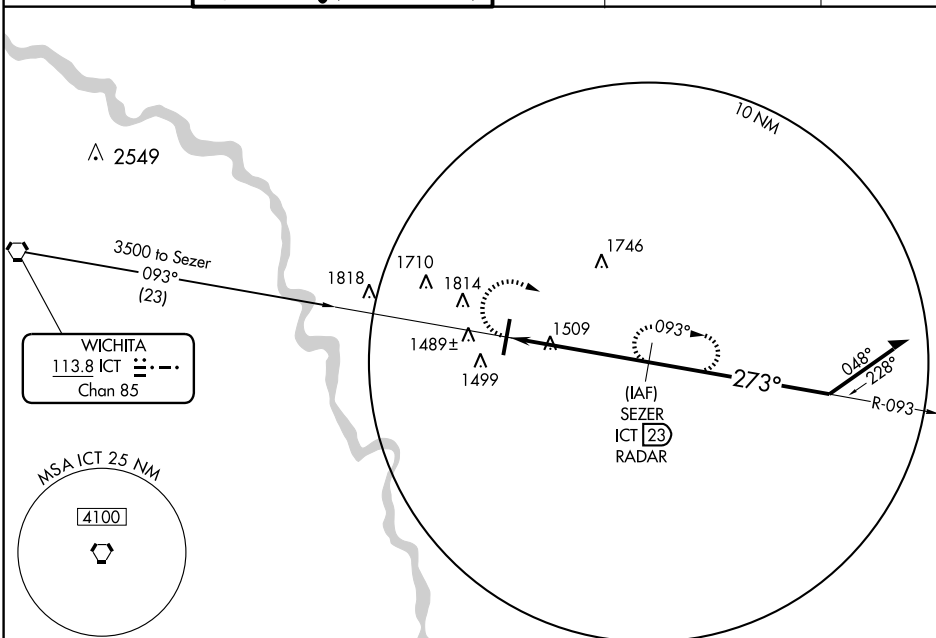 10 NM
2549
3500 to Sezer
093°
(23)
1818
1710
1814
1746
1489±
1499
1509
093°
273°
048°
228°
R-093
(IAF)
SEZER
ICT 23
RADAR
WICHITA
113.8 ICT
Chan 85
MSA ICT 25 NM
4100